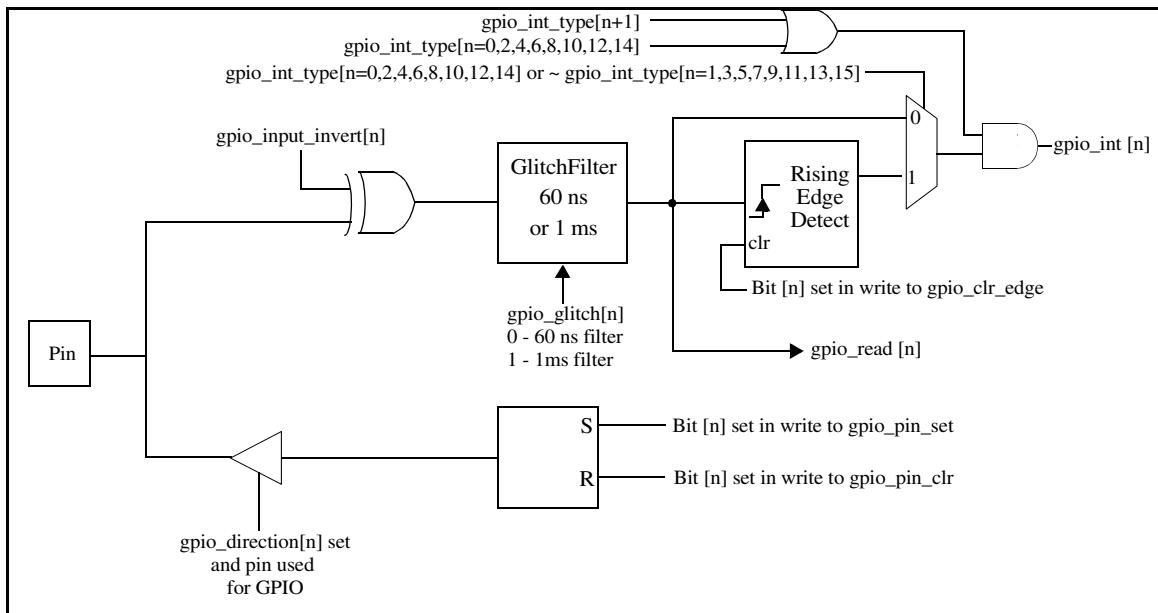 gpio_int_type[n+1]
gpio_int_type[n=0,2,4,6,8,10,12,14]
gpio_int_type[n=0,2,4,6,8,10,12,14] or ~ gpio_int_type[n=1,3,5,7,9,11,13,15]
gpio_input_invert[n]
GlitchFilter
60 ns
or 1 ms
0
1
gpio_int [n]
Rising
Edge
Detect
clr
Bit [n] set in write to gpio_clr_edge
gpio_glitch[n]
0 - 60 ns filter
1 - 1ms filter
gpio_read [n]
Pin
S
Bit [n] set in write to gpio_pin_set
R
Bit [n] set in write to gpio_pin_clr
gpio_direction[n] set
and pin used
for GPIO